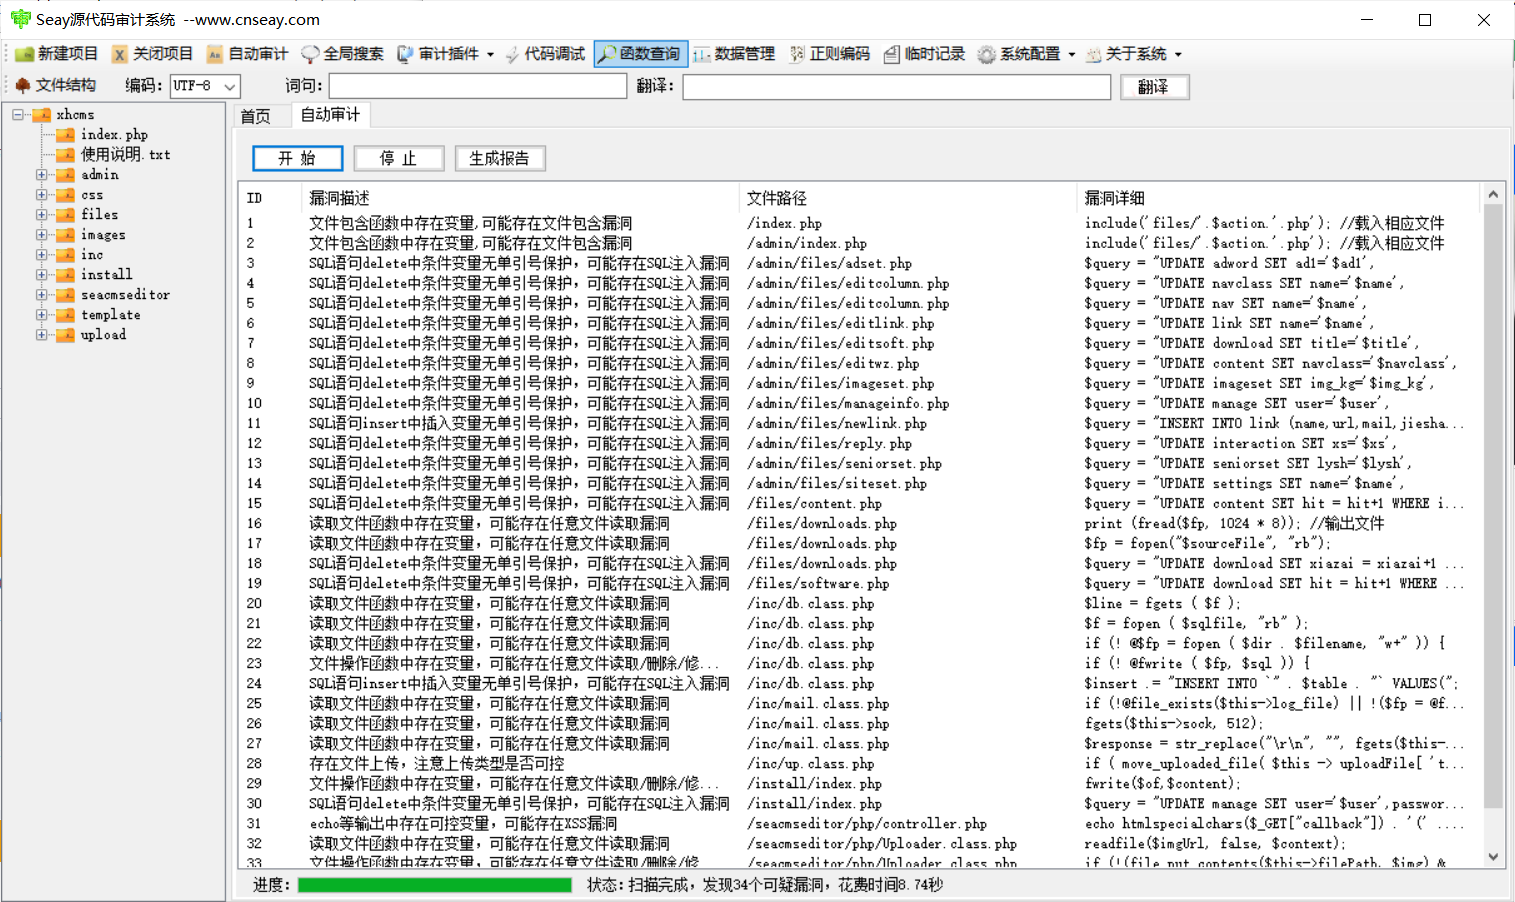 Seay源代码审计系统  --www.cnseay.com
新建项目 关闭项目 自动审计 全局搜索 审计插件 代码调试 函数查询 数据管理 正则编码 临时记录 系统配置 关于系统
文件结构 编码: UTF-8 词句: 翻译: 翻译
xhcms
index.php
使用说明.txt
admin
css
files
images
inc
install
seacmseditor
template
upload
首页 自动审计
开 始 停 止 生成报告
ID 漏洞描述 文件路径 漏洞详细
1 文件包含函数中存在变量,可能存在文件包含漏洞 /index.php include('files/'.$action.'.php'); //载入相应文件
2 文件包含函数中存在变量,可能存在文件包含漏洞 /admin/index.php include('files/'.$action.'.php'); //载入相应文件
3 SQL语句delete中条件变量无单引号保护，可能存在SQL注入漏洞 /admin/files/adset.php $query = "UPDATE adword SET ad1='$ad1',
4 SQL语句delete中条件变量无单引号保护，可能存在SQL注入漏洞 /admin/files/editcolumn.php $query = "UPDATE navclass SET name='$name',
5 SQL语句delete中条件变量无单引号保护，可能存在SQL注入漏洞 /admin/files/editcolumn.php $query = "UPDATE nav SET name='$name',
6 SQL语句delete中条件变量无单引号保护，可能存在SQL注入漏洞 /admin/files/editlink.php $query = "UPDATE link SET name='$name',
7 SQL语句delete中条件变量无单引号保护，可能存在SQL注入漏洞 /admin/files/editsoft.php $query = "UPDATE download SET title='$title',
8 SQL语句delete中条件变量无单引号保护，可能存在SQL注入漏洞 /admin/files/editwz.php $query = "UPDATE content SET navclass='$navclass',
9 SQL语句delete中条件变量无单引号保护，可能存在SQL注入漏洞 /admin/files/imageset.php $query = "UPDATE imageset SET img_kg='$img_kg',
10 SQL语句delete中条件变量无单引号保护，可能存在SQL注入漏洞 /admin/files/manageinfo.php $query = "UPDATE manage SET user='$user',
11 SQL语句insert中插入变量无单引号保护，可能存在SQL注入漏洞 /admin/files/newlink.php $query = "INSERT INTO link (name,url,mail,jiesha...
12 SQL语句delete中条件变量无单引号保护，可能存在SQL注入漏洞 /admin/files/reply.php $query = "UPDATE interaction SET xs='$xs',
13 SQL语句delete中条件变量无单引号保护，可能存在SQL注入漏洞 /admin/files/seniorset.php $query = "UPDATE seniorset SET lysh='$lysh',
14 SQL语句delete中条件变量无单引号保护，可能存在SQL注入漏洞 /admin/files/siteset.php $query = "UPDATE settings SET name='$name',
15 SQL语句delete中条件变量无单引号保护，可能存在SQL注入漏洞 /files/content.php $query = "UPDATE content SET hit = hit+1 WHERE i...
16 读取文件函数中存在变量，可能存在任意文件读取漏洞 /files/downloads.php print (fread($fp, 1024 * 8)); //输出文件
17 读取文件函数中存在变量，可能存在任意文件读取漏洞 /files/downloads.php $fp = fopen("$sourceFile", "rb");
18 SQL语句delete中条件变量无单引号保护，可能存在SQL注入漏洞 /files/downloads.php $query = "UPDATE download SET xiazai = xiazai+1 ...
19 SQL语句delete中条件变量无单引号保护，可能存在SQL注入漏洞 /files/software.php $query = "UPDATE download SET hit = hit+1 WHERE ...
20 读取文件函数中存在变量，可能存在任意文件读取漏洞 /inc/db.class.php $line = fgets ( $f );
21 读取文件函数中存在变量，可能存在任意文件读取漏洞 /inc/db.class.php $f = fopen ( $sqlfile, "rb" );
22 读取文件函数中存在变量，可能存在任意文件读取漏洞 /inc/db.class.php if (! @$fp = fopen ( $dir . $filename, "w+" )) {
23 文件操作函数中存在变量，可能存在任意文件读取/删除/修... /inc/db.class.php if (! @fwrite ( $fp, $sql )) {
24 SQL语句insert中插入变量无单引号保护，可能存在SQL注入漏洞 /inc/db.class.php $insert .= "INSERT INTO `" . $table . "` VALUES(";
25 读取文件函数中存在变量，可能存在任意文件读取漏洞 /inc/mail.class.php if (!@file_exists($this->log_file) || !($fp = @f...
26 读取文件函数中存在变量，可能存在任意文件读取漏洞 /inc/mail.class.php fgets($this->sock, 512);
27 读取文件函数中存在变量，可能存在任意文件读取漏洞 /inc/mail.class.php $response = str_replace("\r\n", "", fgets($this-...
28 存在文件上传，注意上传类型是否可控 /inc/up.class.php if ( move_uploaded_file( $this -> uploadFile[ 't...
29 文件操作函数中存在变量，可能存在任意文件读取/删除/修... /install/index.php fwrite($of,$content);
30 SQL语句delete中条件变量无单引号保护，可能存在SQL注入漏洞 /install/index.php $query = "UPDATE manage SET user='$user',passwor...
31 echo等输出中存在可控变量，可能存在XSS漏洞 /seacmseditor/php/controller.php echo htmlspecialchars($_GET["callback"]) . '(' ....
32 读取文件函数中存在变量，可能存在任意文件读取漏洞 /seacmseditor/php/Uploader.class.php readfile($imgUrl, false, $context);
33 文件操作函数中存在变量，可能存在任意文件读取/删除/修... /seacmseditor/php/Uploader.class.php if (!(file_put_contents($this->filePath, $img) &
进度: 状态: 扫描完成，发现34个可疑漏洞，花费时间8.74秒